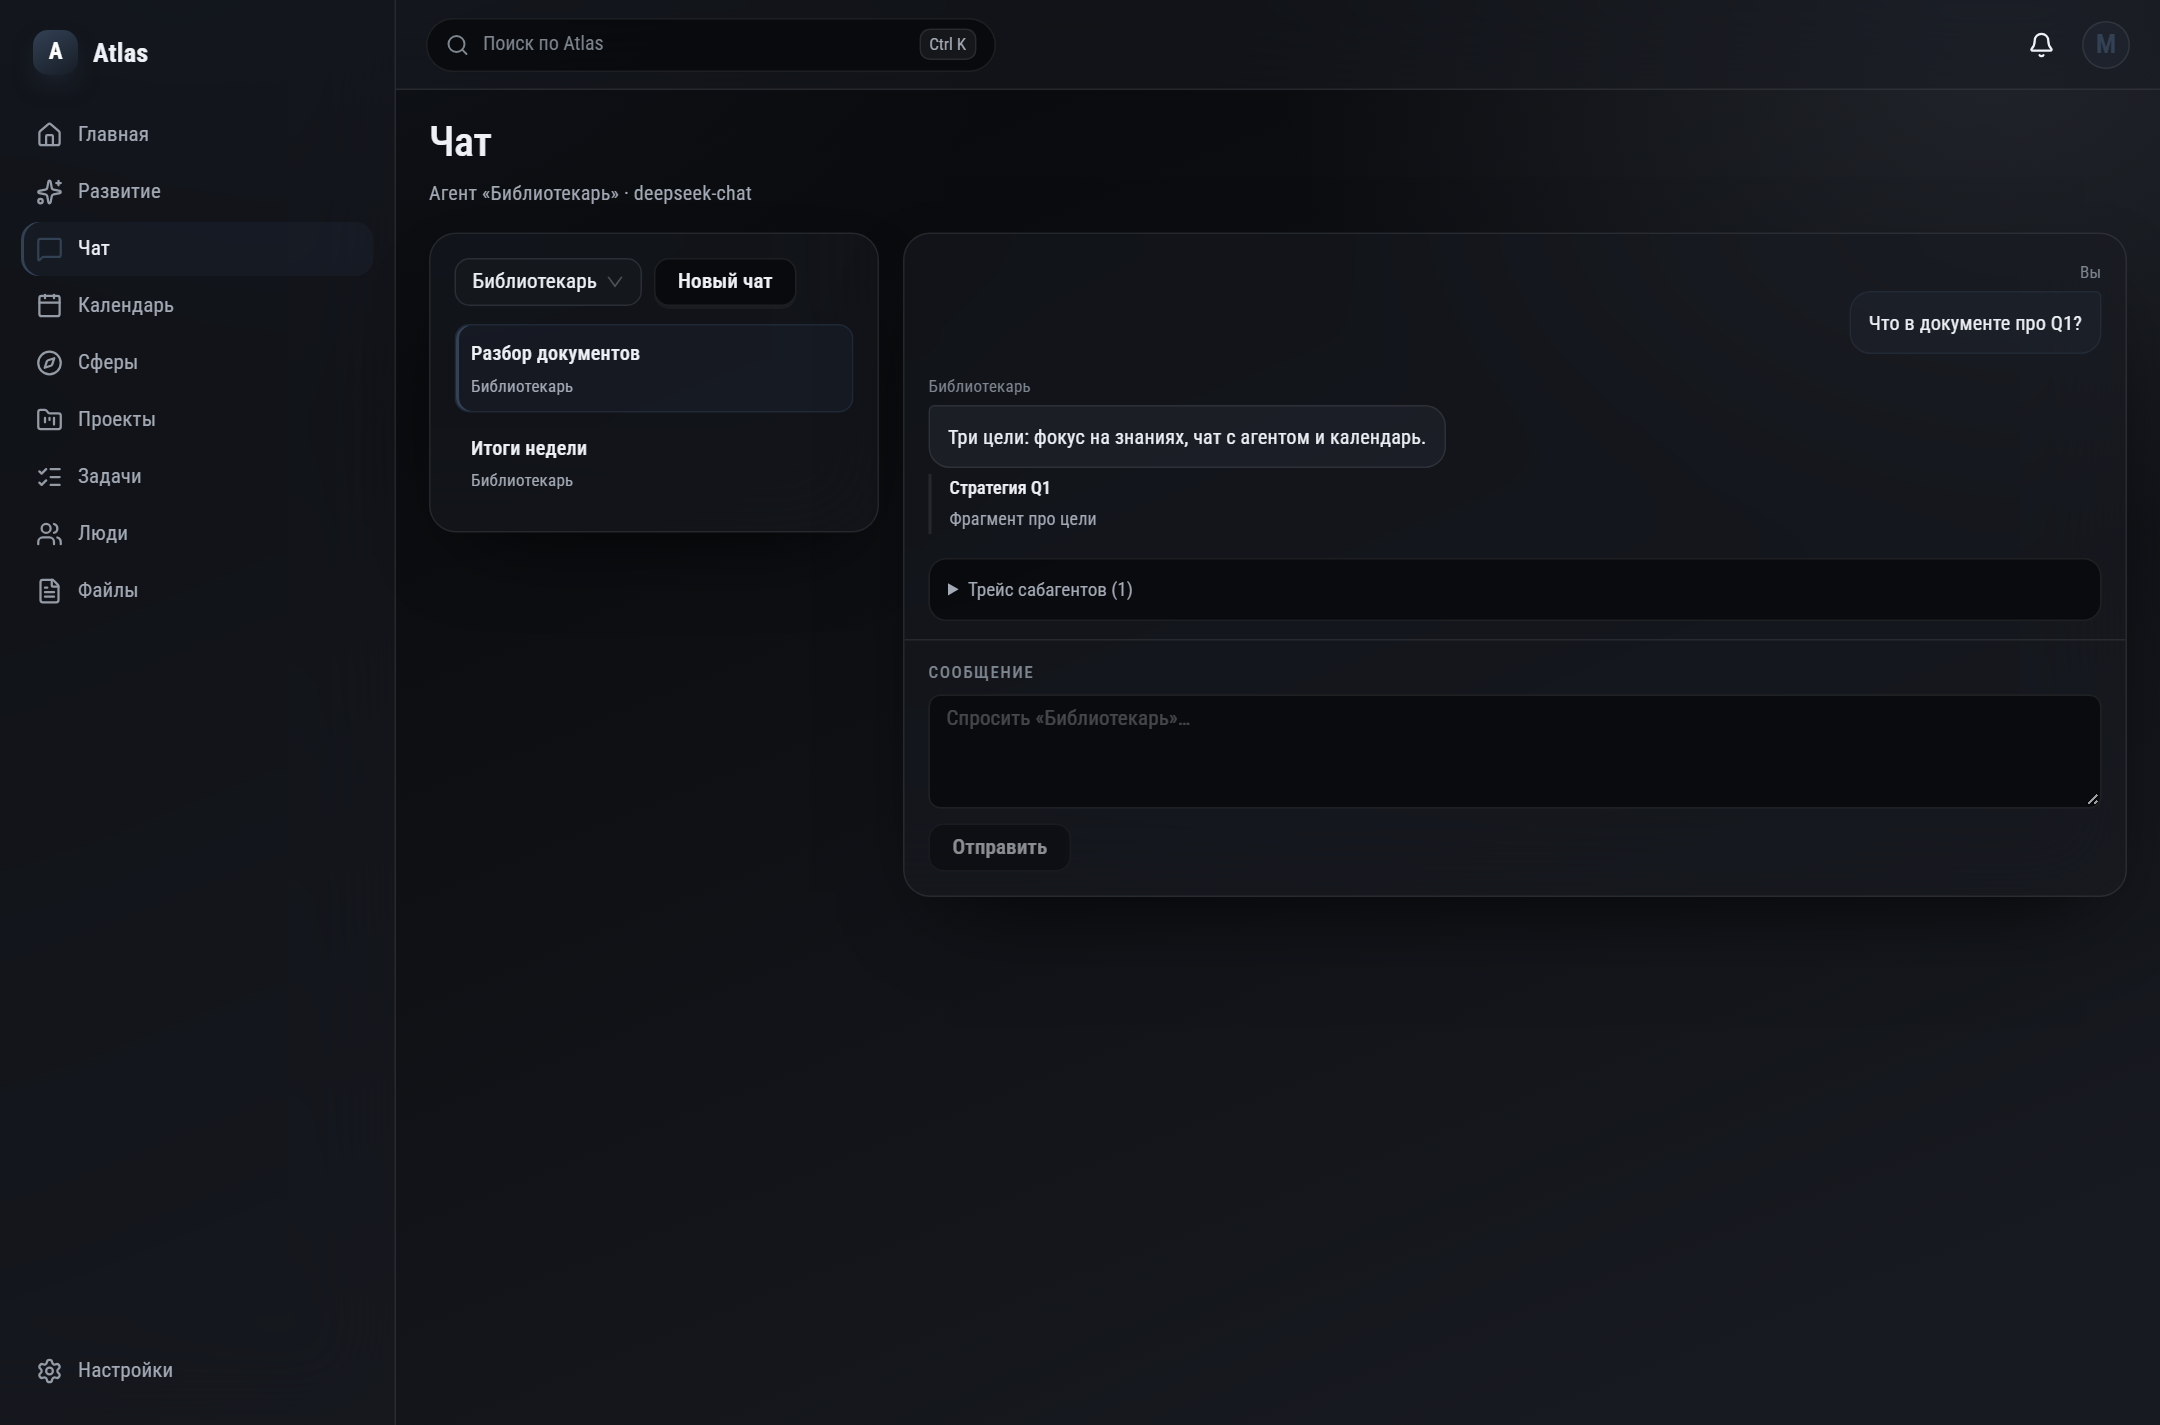 A
Atlas
Главная
Развитие
Чат
Календарь
Сферы
Проекты
Задачи
Люди
Файлы
Настройки
Поиск по Atlas
Ctrl K
M
Чат
Агент «Библиотекарь» · deepseek-chat
Библиотекарь
Новый чат
Разбор документов
Библиотекарь
Итоги недели
Библиотекарь
Вы
Что в документе про Q1?
Библиотекарь
Три цели: фокус на знаниях, чат с агентом и календарь.
Стратегия Q1
Фрагмент про цели
Трейс сабагентов (1)
СООБЩЕНИЕ
Спросить «Библиотекарь»…
Отправить